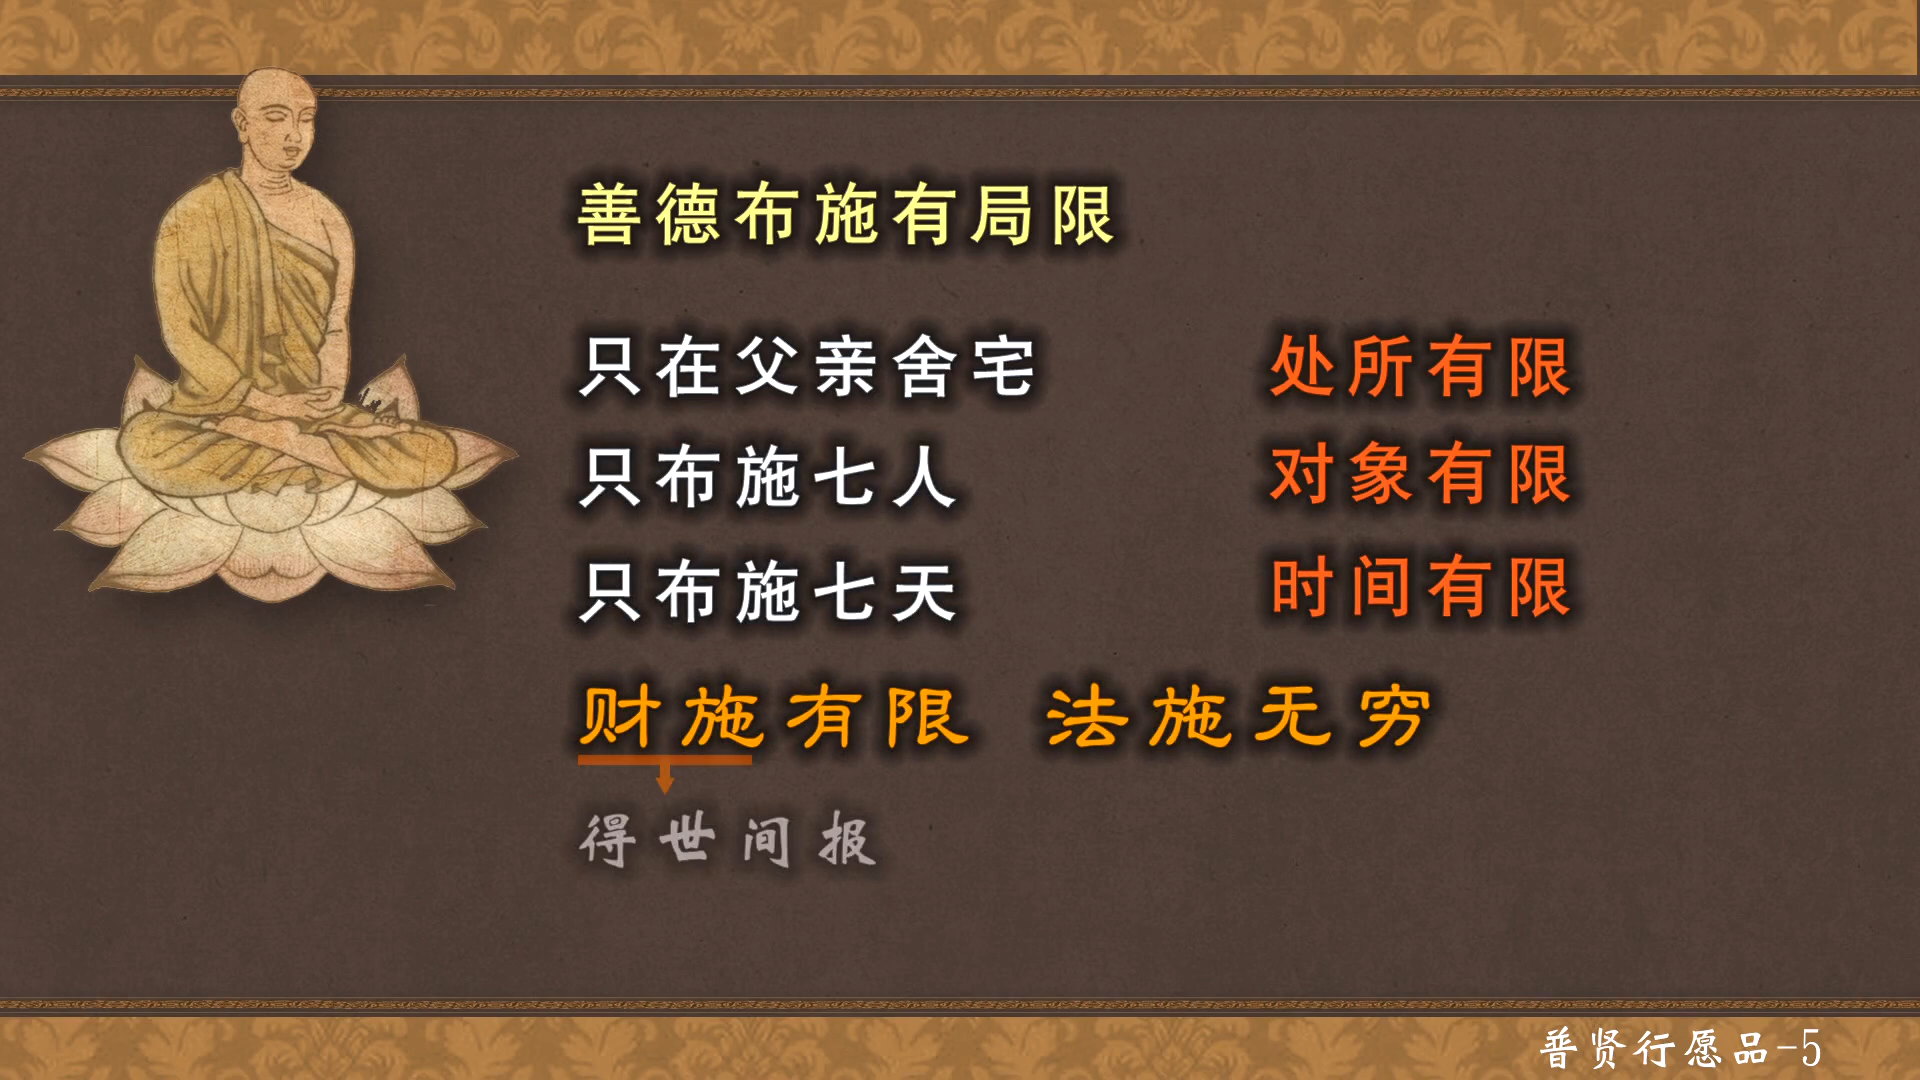 善德布施有局限
只在父亲舍宅 处所有限
只布施七人 对象有限
只布施七天 时间有限
财施有限 法施无穷
得世间报
普贤行愿品-5